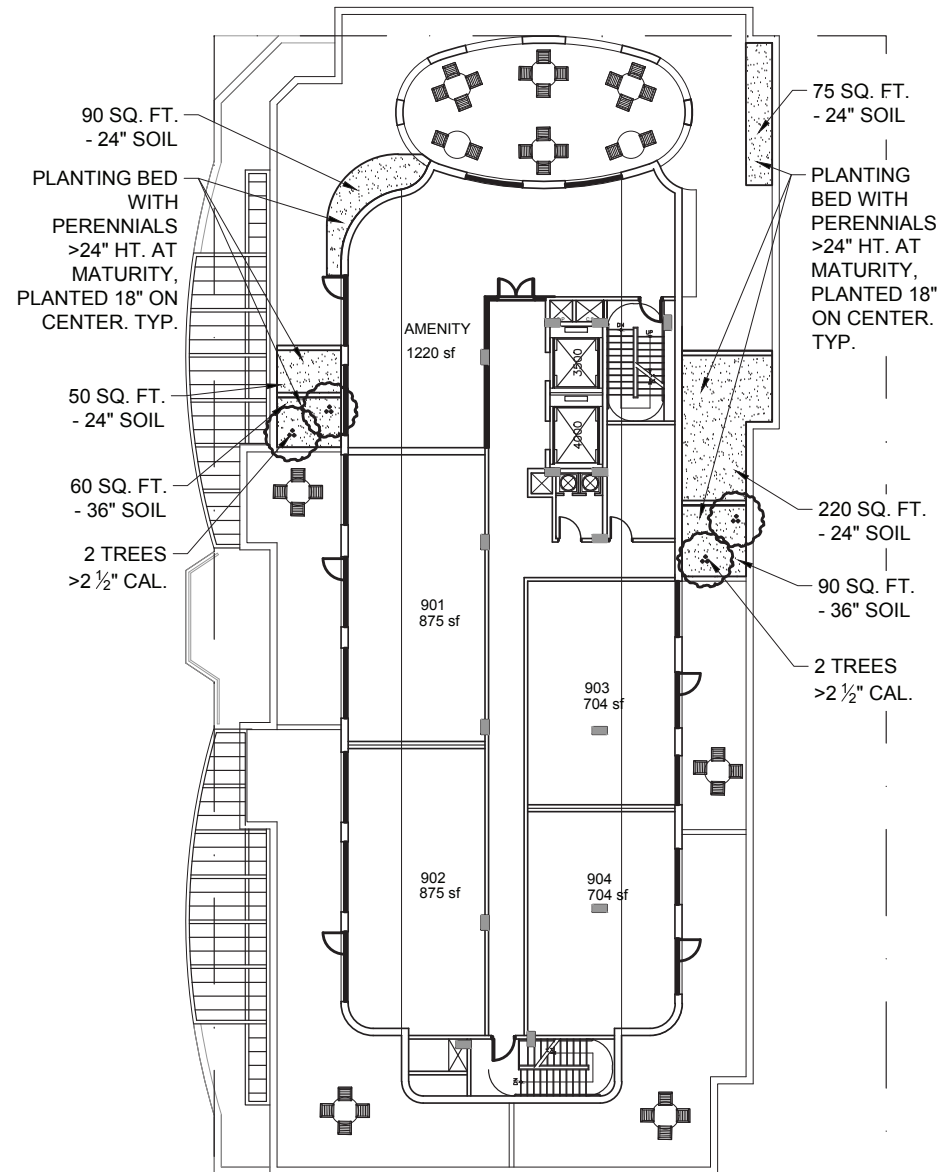 90 SQ. FT.
- 24" SOIL
PLANTING BED
WITH
PERENNIALS
>24" HT. AT
MATURITY,
PLANTED 18" ON
CENTER. TYP.
50 SQ. FT.
- 24" SOIL
60 SQ. FT.
- 36" SOIL
2 TREES
>2 ½" CAL.
AMENITY
1220 sf
3500
4000
DN
UP
901
875 sf
902
875 sf
903
704 sf
904
704 sf
DN
75 SQ. FT.
- 24" SOIL
PLANTING
BED WITH
PERENNIALS
>24" HT. AT
MATURITY,
PLANTED 18"
ON CENTER.
TYP.
220 SQ. FT.
- 24" SOIL
90 SQ. FT.
- 36" SOIL
2 TREES
>2 ½" CAL.